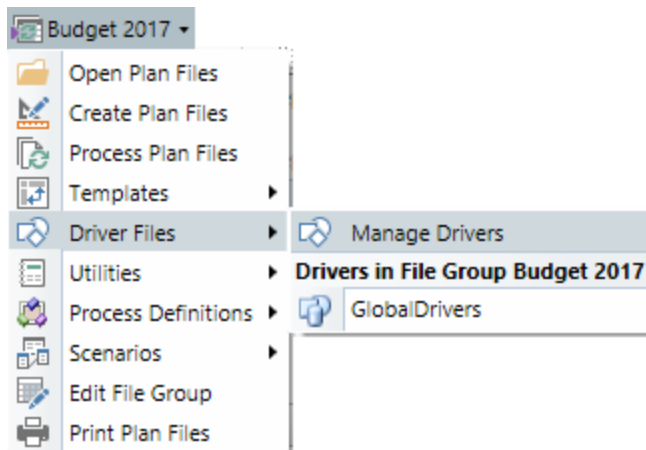 Budget 2017
Open Plan Files
Create Plan Files
Process Plan Files
Templates
Driver Files
Utilities
Process Definitions
Scenarios
Edit File Group
Print Plan Files
Manage Drivers
Drivers in File Group Budget 2017
GlobalDrivers